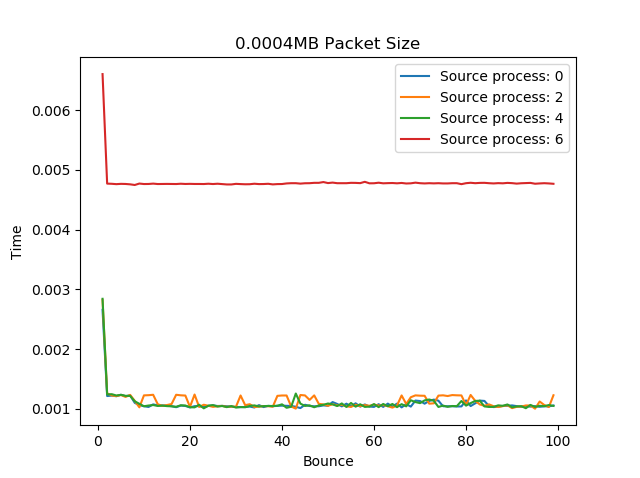 0.0004MB Packet Size
Source process: 0
Source process: 2
Source process: 4
Source process: 6
0.006
0.005
0.004
0.003
0.002
0.001
Time
0 20 40 60 80 100
Bounce